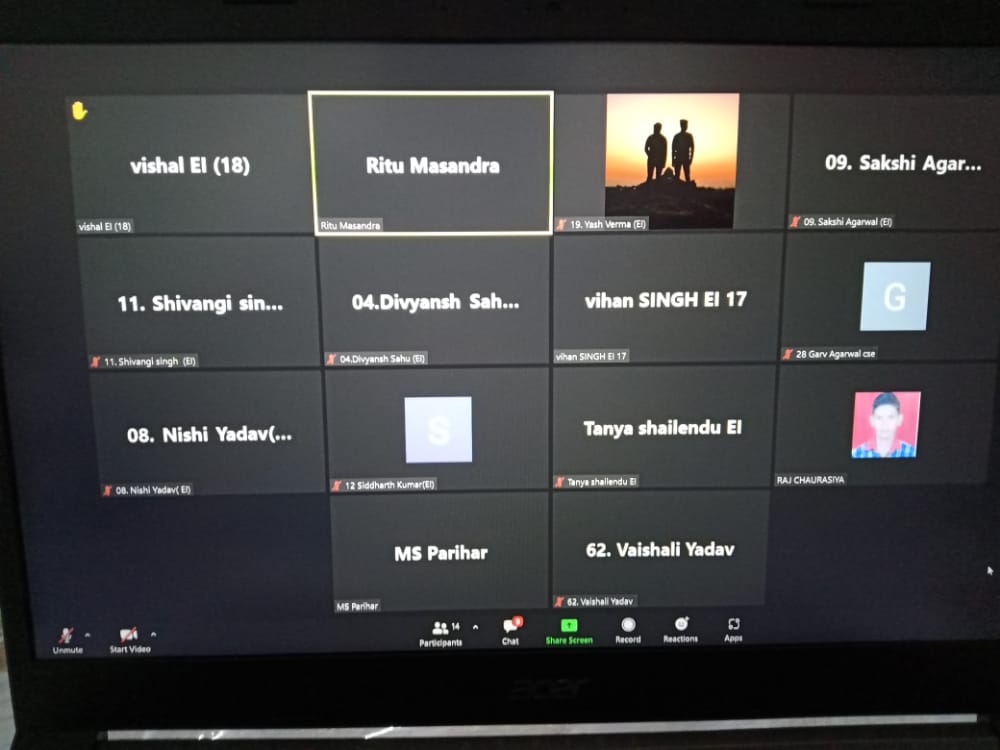 vishal EI (18)
vishal EI (18)
Ritu Masandra
Ritu Masandra
19. Yash Verma (EI)
09. Sakshi Agar...
09. Sakshi Agarwal (EI)
11. Shivangi sin...
11. Shivangi singh (EI)
04.Divyansh Sah...
04.Divyansh Sahu (EI)
vihan SINGH EI 17
vihan SINGH EI 17
G
28 Garv Agarwal cse
08. Nishi Yadav(...
08. Nishi Yadav( EI)
S
12 Siddharth Kumar(EI)
Tanya shailendu EI
Tanya shailendu EI
RAJ CHAURASIYA
MS Parihar
MS Parihar
62. Vaishali Yadav
62. Vaishali Yadav
Unmute
Start Video
14
Participants
Chat
Share Screen
Record
Reactions
Apps
acer